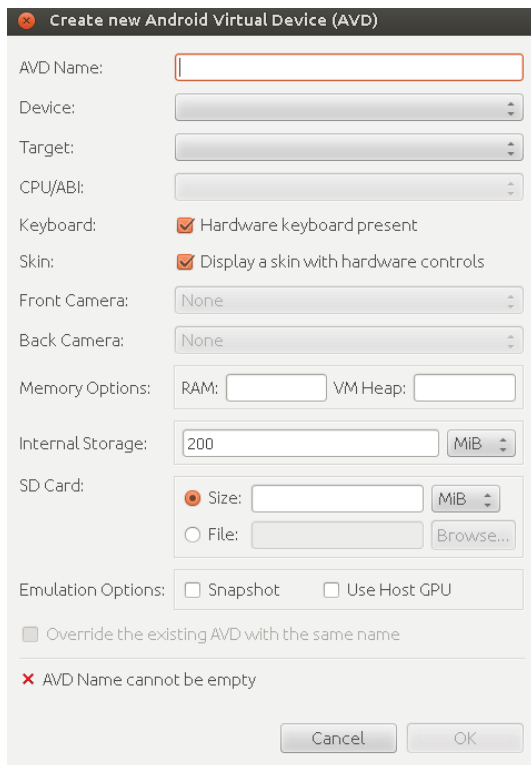 Create new Android Virtual Device (AVD)
AVD Name:
Device:
Target:
CPU/ABI:
Keyboard: Hardware keyboard present
Skin: Display a skin with hardware controls
Front Camera: None
Back Camera: None
Memory Options: RAM: VM Heap:
Internal Storage: 200 MiB
SD Card:
Size: MiB
File: Browse...
Emulation Options: Snapshot Use Host GPU
Override the existing AVD with the same name
AVD Name cannot be empty
Cancel OK